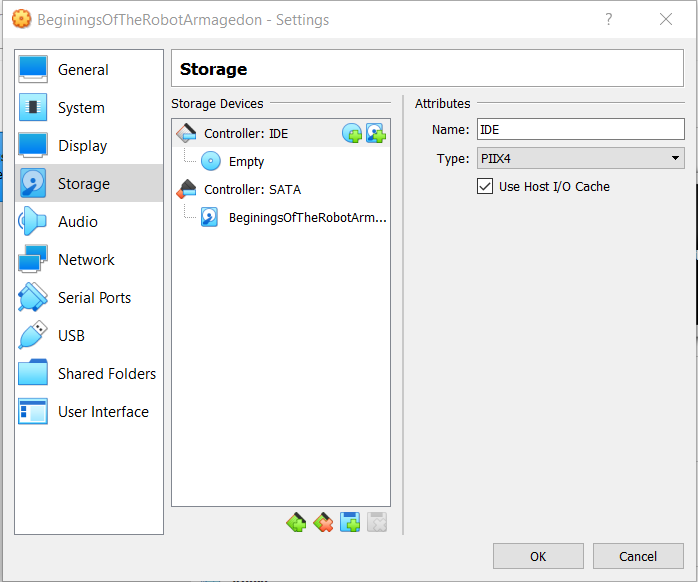 BeginingsOfTheRobotArmagedon - Settings
?
General
System
Display
Storage
Audio
Network
Serial Ports
USB
Shared Folders
User Interface
Storage
Storage Devices
Controller: IDE
Empty
Controller: SATA
BeginingsOfTheRobotArm...
Attributes
Name: IDE
Type: PIIX4
Use Host I/O Cache
OK
Cancel